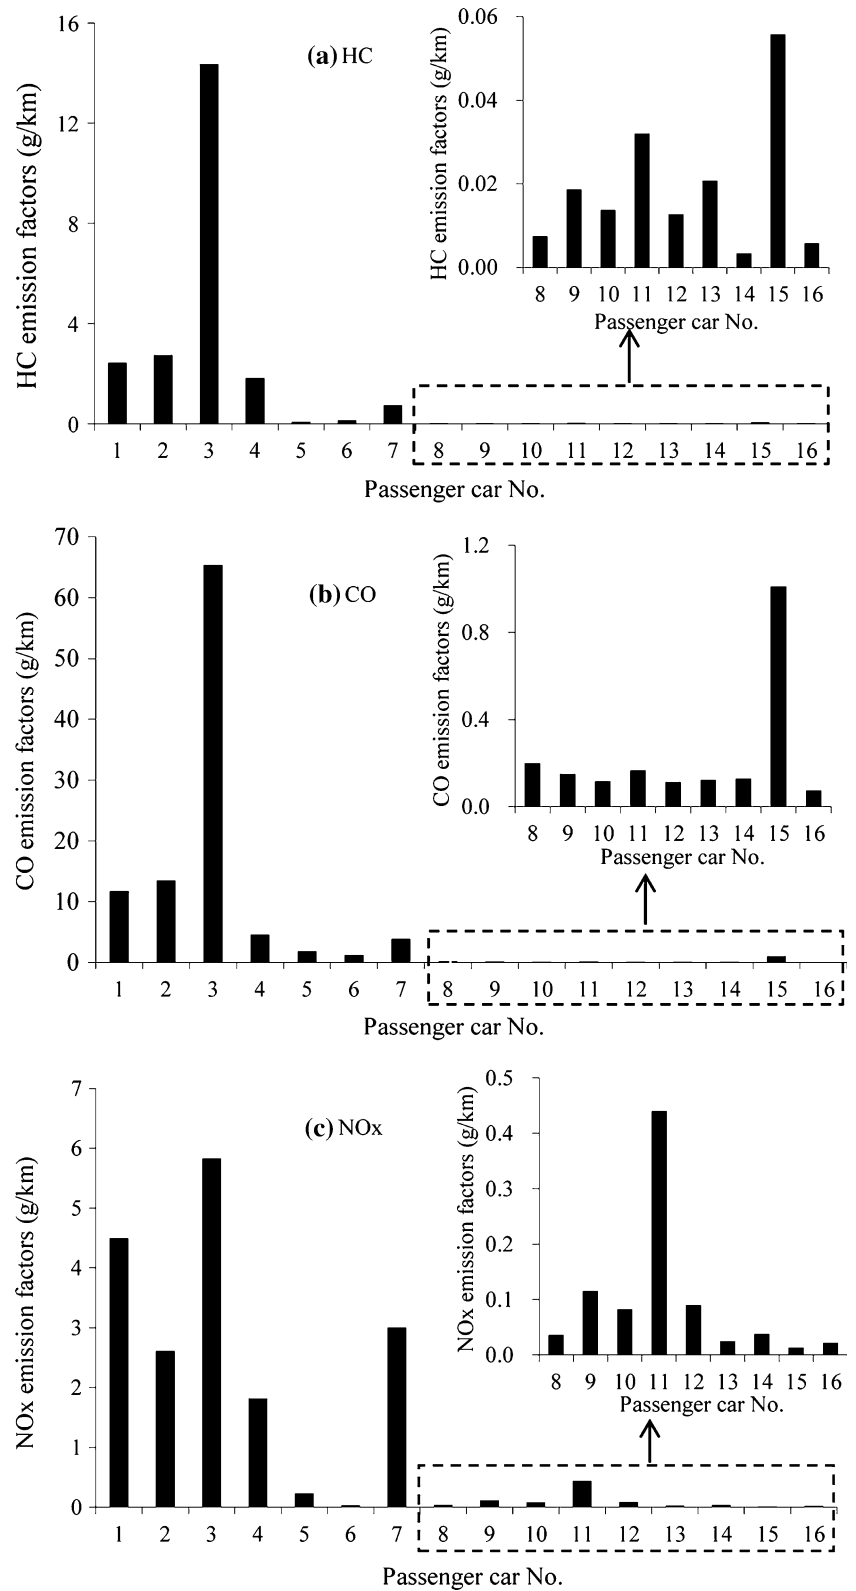 (a) HC
HC emission factors (g/km)
16
12
8
4
0
1 2 3 4 5 6 7 8 9 10 11 12 13 14 15 16
Passenger car No.
HC emission factors (g/km)
0.06
0.04
0.02
0.00
8 9 10 11 12 13 14 15 16
Passenger car No.
(b) CO
CO emission factors (g/km)
70
60
50
40
30
20
10
0
1 2 3 4 5 6 7 8 9 10 11 12 13 14 15 16
Passenger car No.
CO emission factors (g/km)
1.2
0.8
0.4
0.0
8 9 10 11 12 13 14 15 16
Passenger car No.
(c) NOx
NOx emission factors (g/km)
7
6
5
4
3
2
1
0
1 2 3 4 5 6 7 8 9 10 11 12 13 14 15 16
Passenger car No.
NOx emission factors (g/km)
0.5
0.4
0.3
0.2
0.1
0.0
8 9 10 11 12 13 14 15 16
Passenger car No.